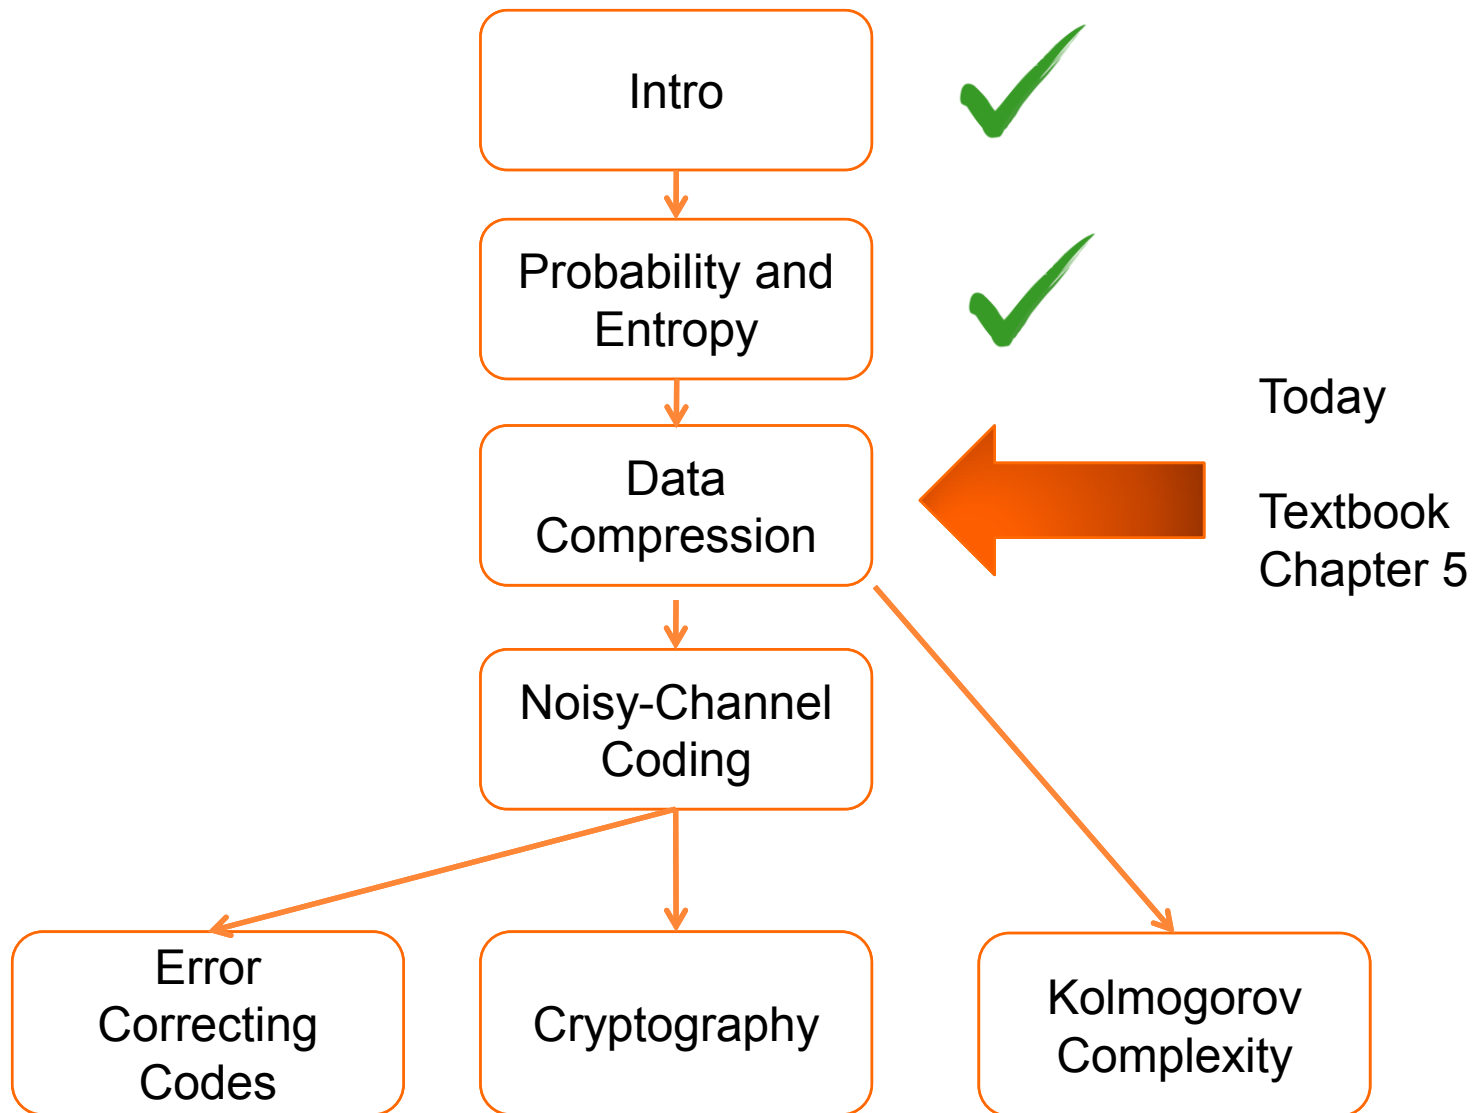 Intro
Probability and
Entropy
Today
Data
Compression
Textbook
Chapter 5
Noisy-Channel
Coding
Error
Correcting
Codes
Cryptography
Kolmogorov
Complexity